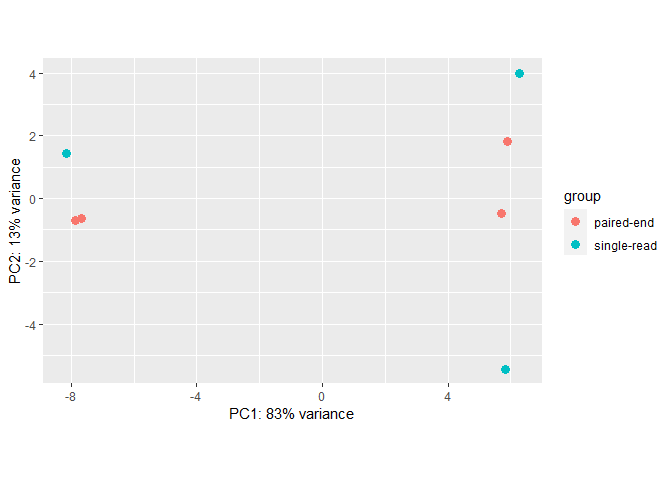 4
2
0
-2
-4
PC2: 13% variance
-8
-4
0
4
PC1: 83% variance
group
paired-end
single-read